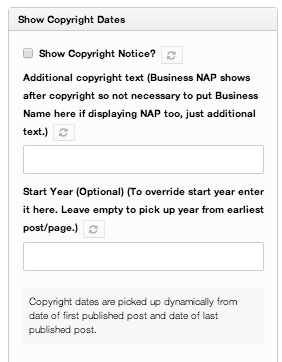 Show Copyright Dates
Show Copyright Notice?
Additional copyright text (Business NAP shows
after copyright so not necessary to put Business
Name here if displaying NAP too, just additional
text.)
Start Year (Optional) (To override start year enter
it here. Leave empty to pick up year from earliest
post/page.)
Copyright dates are picked up dynamically from
date of first published post and date of last
published post.